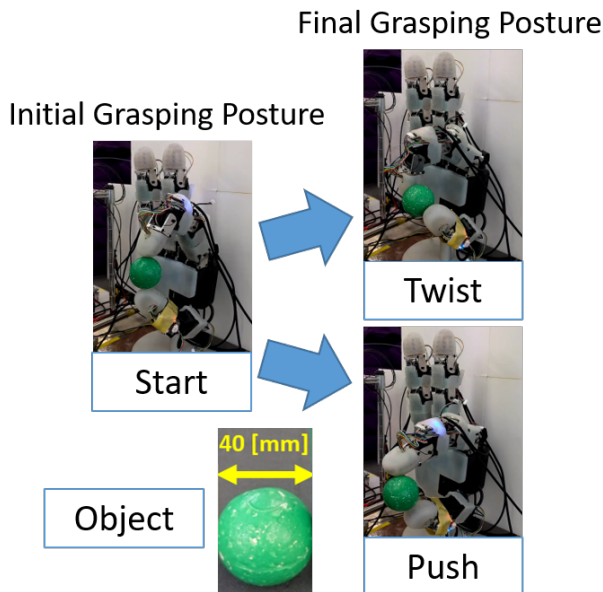 Final Grasping Posture
Initial Grasping Posture
Twist
Start
40 [mm]
Object
Push